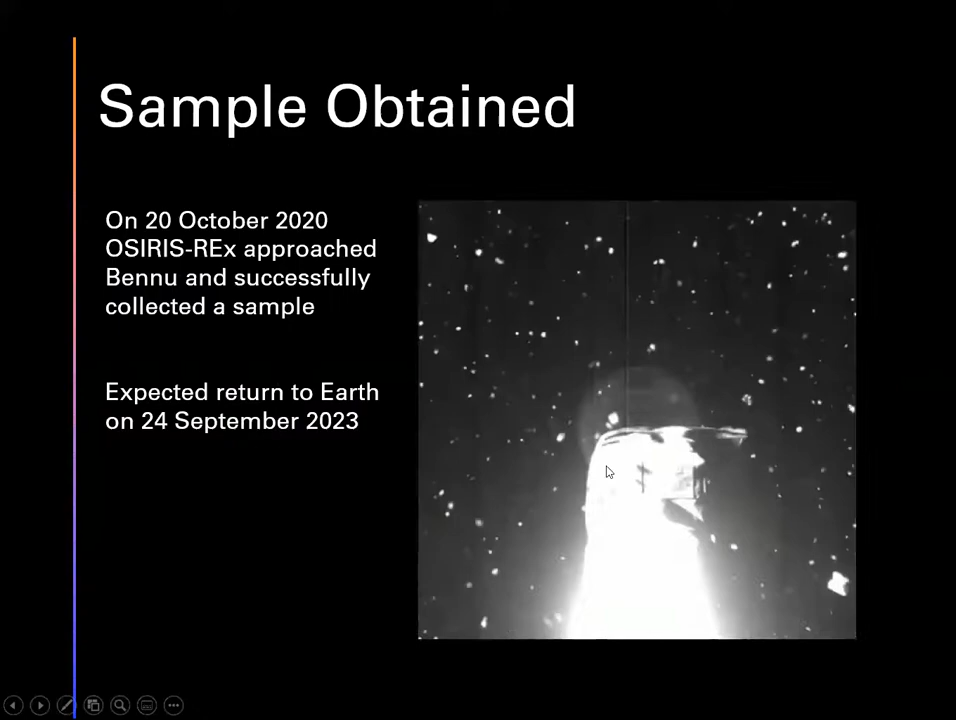 Sample Obtained
On 20 October 2020
OSIRIS-REx approached
Bennu and successfully
collected a sample
Expected return to Earth
on 24 September 2023